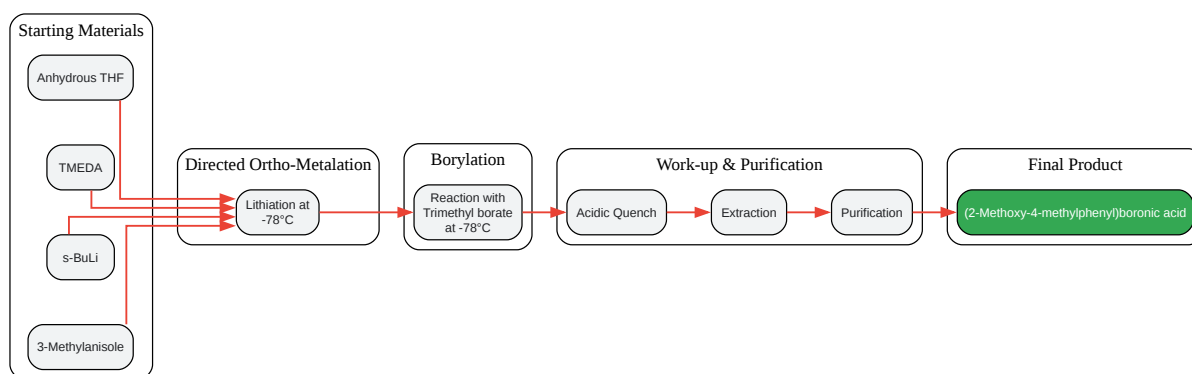 Starting Materials
Anhydrous THF
TMEDA
s-BuLi
3-Methylanisole
Directed Ortho-Metalation
Lithiation at
-78°C
Borylation
Reaction with
Trimethyl borate
at -78°C
Work-up & Purification
Acidic Quench
Extraction
Purification
Final Product
(2-Methoxy-4-methylphenyl)boronic acid